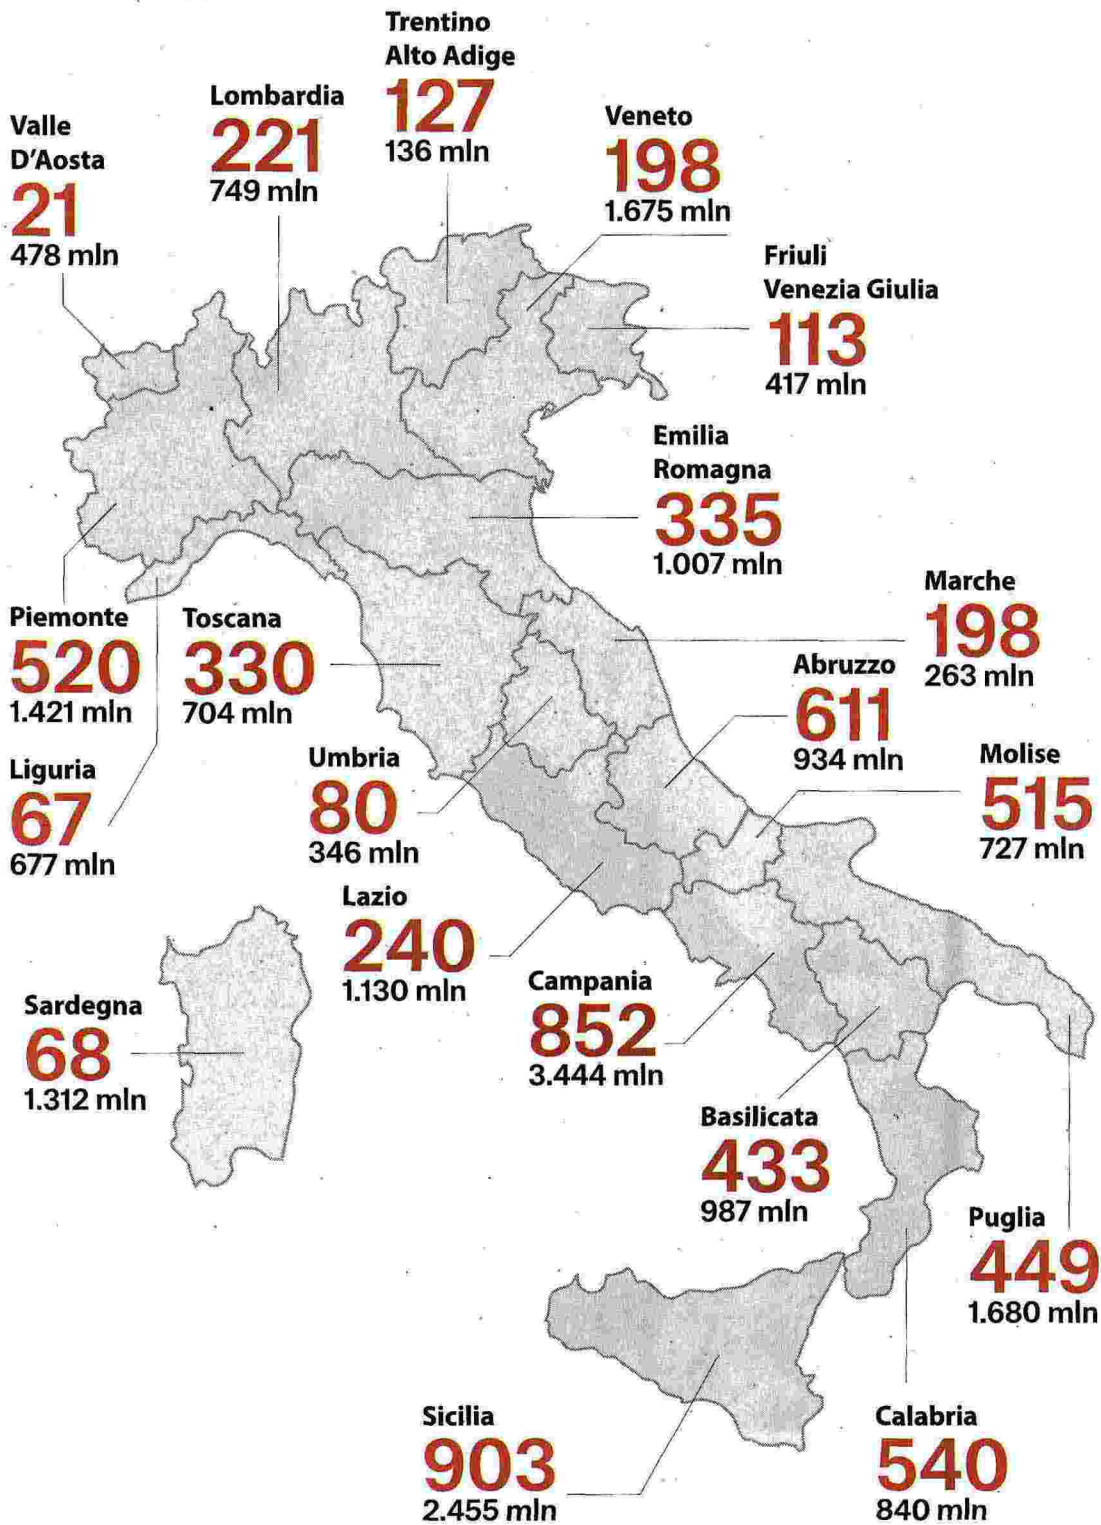 Trentino
Alto Adige
127
136 mln
Lombardia
221
749 mln
Veneto
198
1.675 mln
Valle
D'Aosta
21
478 mln
Friuli
Venezia Giulia
113
417 mln
Emilia
Romagna
335
1.007 mln
Marche
198
263 mln
Piemonte
520
1.421 mln
Toscana
330
704 mln
Abruzzo
611
934 mln
Molise
515
727 mln
Umbria
80
346 mln
Liguria
67
677 mln
Lazio
240
1.130 mln
Campania
852
3.444 mln
Sardegna
68
1.312 mln
Basilicata
433
987 mln
Puglia
449
1.680 mln
Sicilia
903
2.455 mln
Calabria
540
840 mln